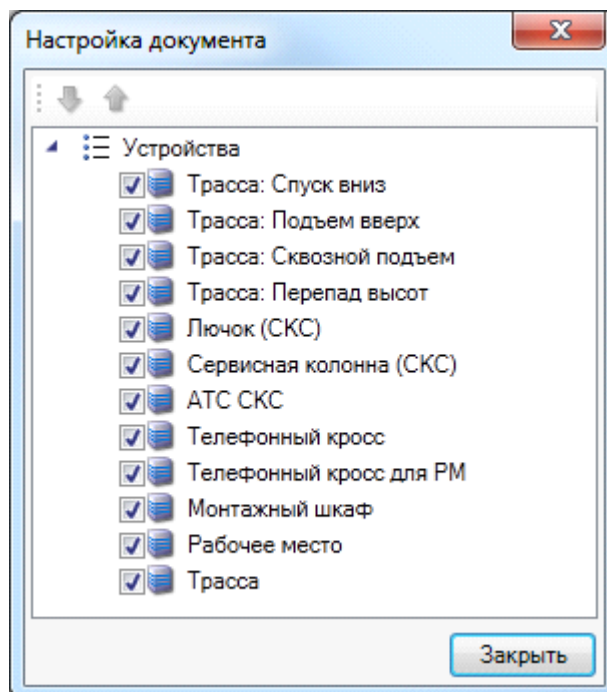 Настройка документа
Устройства
Трасса: Спуск вниз
Трасса: Подъем вверх
Трасса: Сквозной подъем
Трасса: Перепад высот
Лючок (СКС)
Сервисная колонна (СКС)
АТС СКС
Телефонный кросс
Телефонный кросс для РМ
Монтажный шкаф
Рабочее место
Трасса
Закрыть